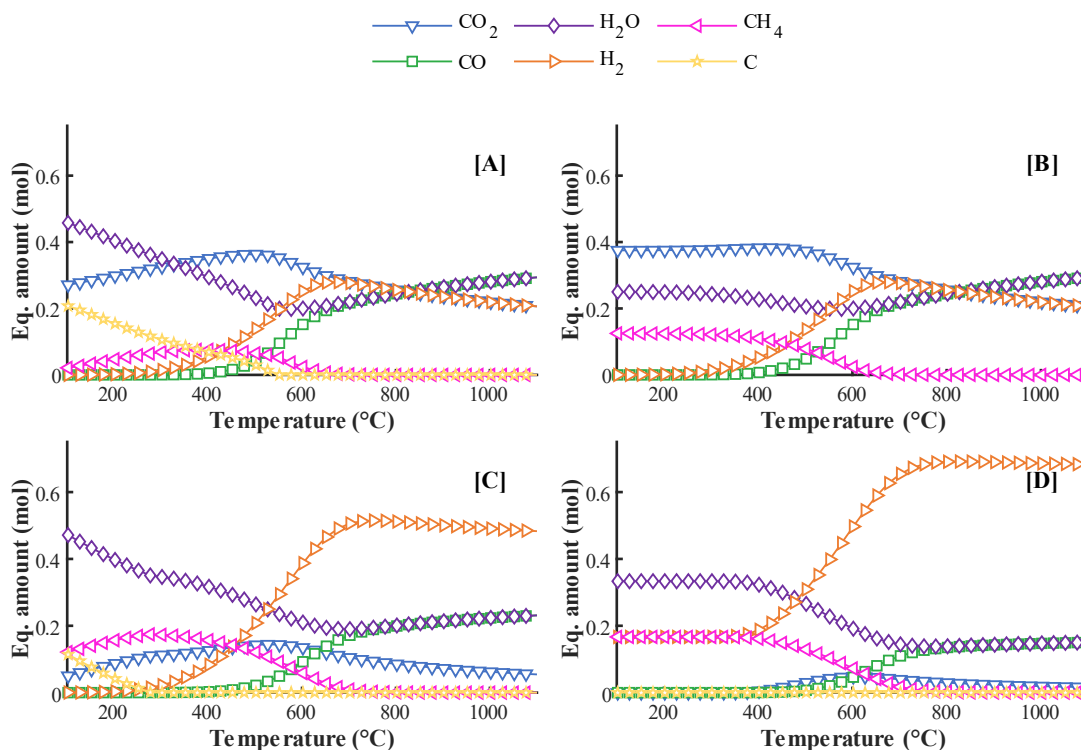 CO2 H2O CH4
CO H2 C
[A] [B]
Eq. amount (mol) Eq. amount (mol)
0.6 0.6
0.4 0.4
0.2 0.2
0 0
200 400 600 800 1000 200 400 600 800 1000
Temperature (°C) Temperature (°C)
[C] [D]
Eq. amount (mol) Eq. amount (mol)
0.6 0.6
0.4 0.4
0.2 0.2
0 0
200 400 600 800 1000 200 400 600 800 1000
Temperature (°C) Temperature (°C)